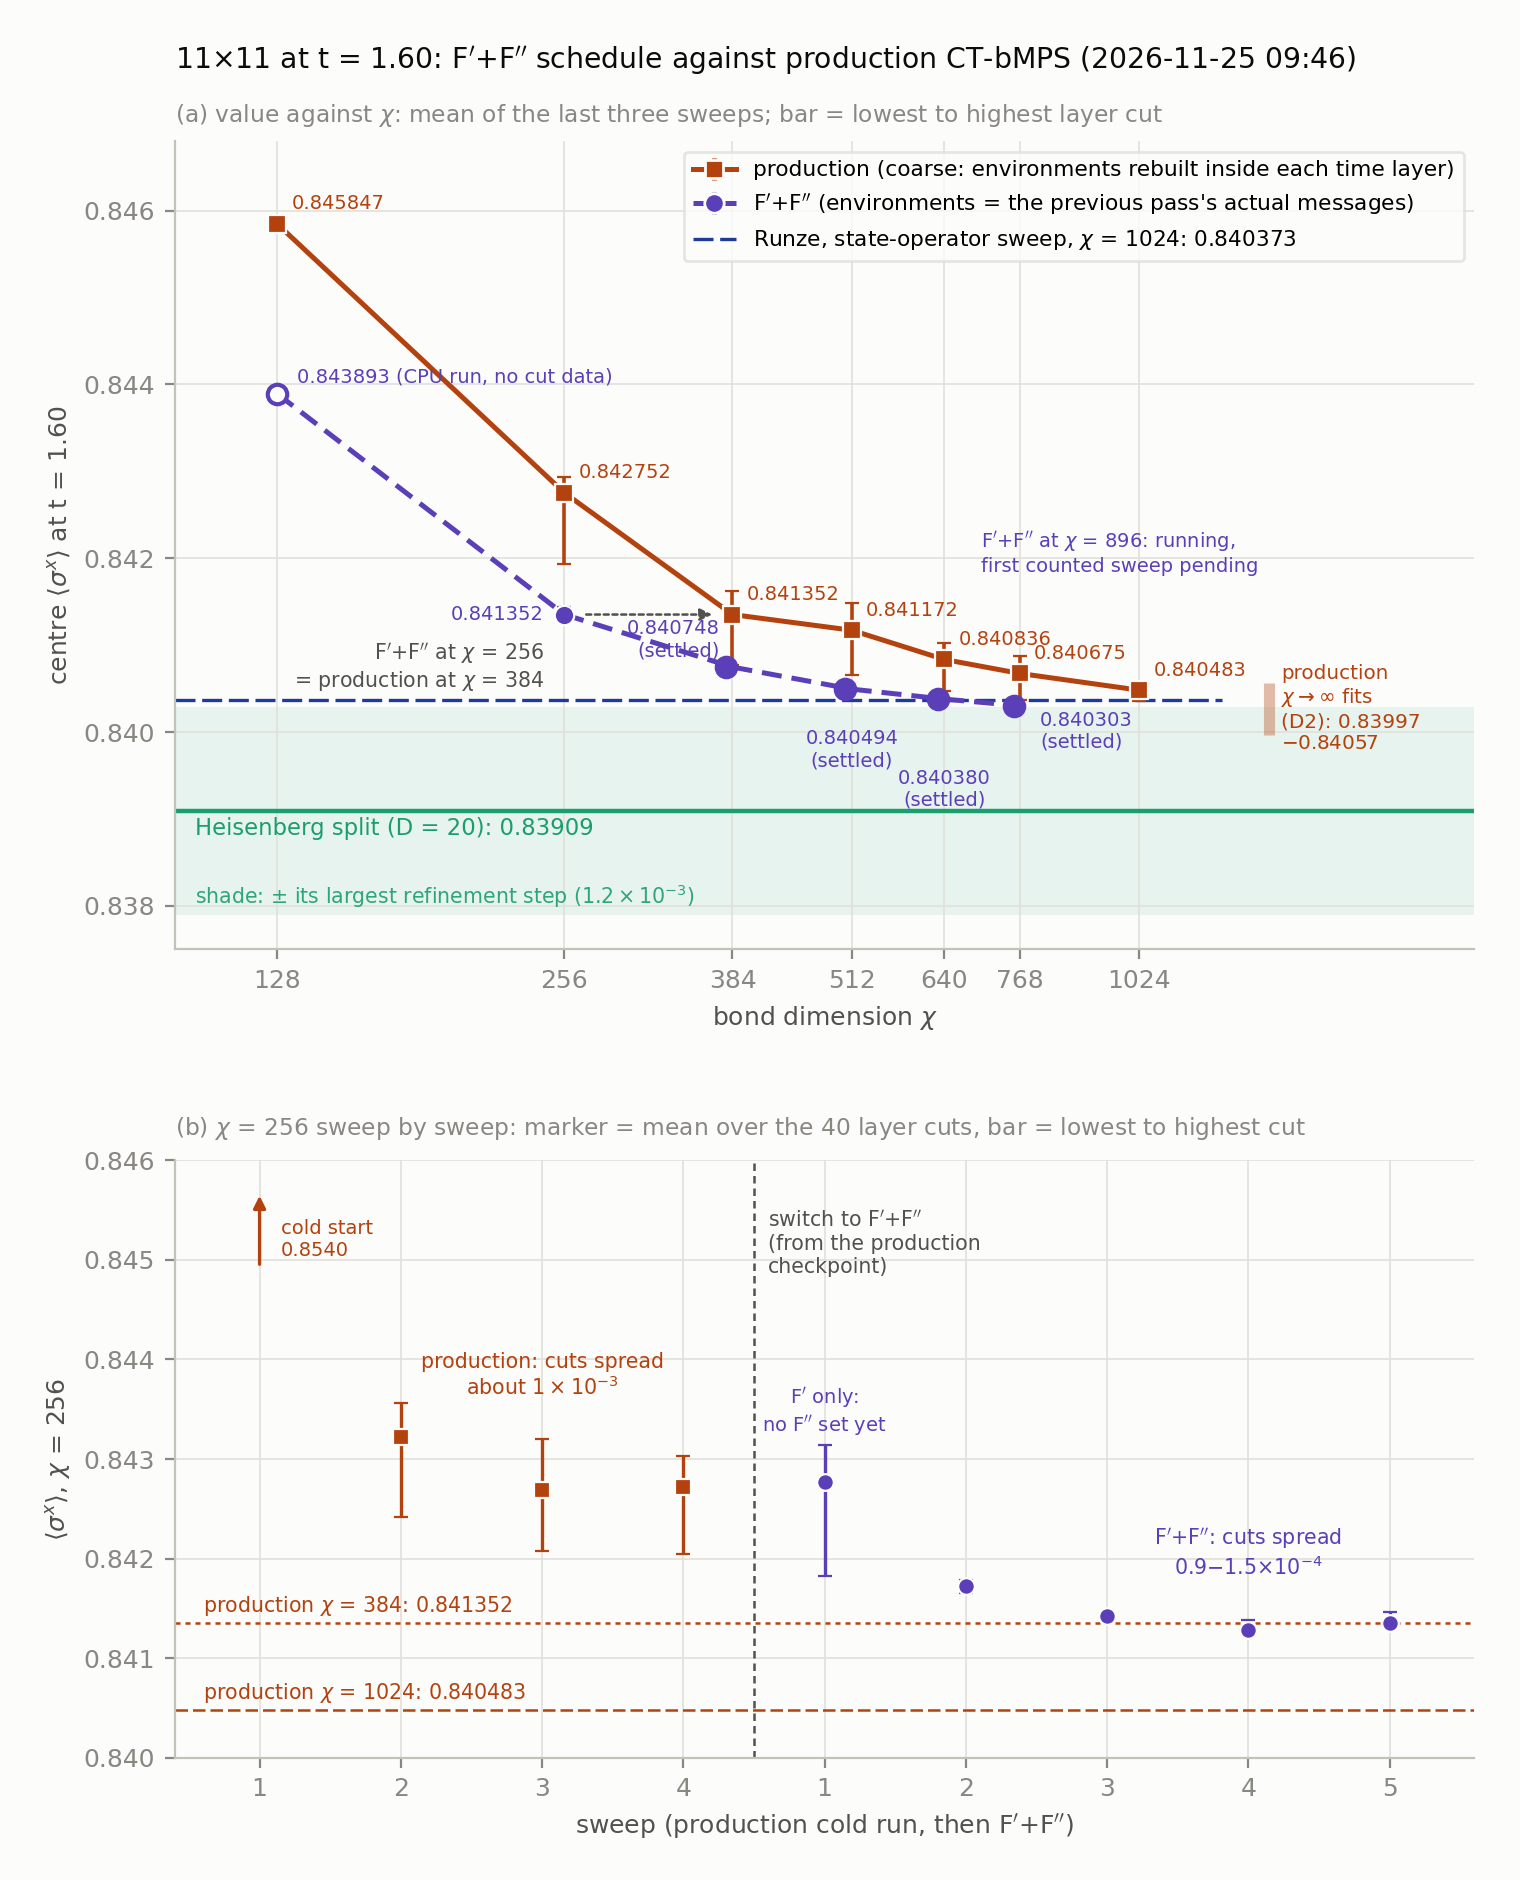 11×11 at t = 1.60: F′+F″ schedule against production CT-bMPS (2026-11-25 09:46)
(a) value against χ: mean of the last three sweeps; bar = lowest to highest layer cut
production (coarse: environments rebuilt inside each time layer)
F′+F″ (environments = the previous pass's actual messages)
Runze, state-operator sweep, χ = 1024: 0.840373
centre ⟨σˣ⟩ at t = 1.60
0.846
0.844
0.842
0.840
0.838
0.845847
0.843893 (CPU run, no cut data)
0.842752
F′+F″ at χ = 896: running,
first counted sweep pending
0.841352
0.841352
0.841172
0.840836
0.840675
0.840483
0.840748
(settled)
F′+F″ at χ = 256
= production at χ = 384
production
χ→∞ fits
(D2): 0.83997
−0.84057
0.840494
(settled)
0.840380
(settled)
0.840303
(settled)
Heisenberg split (D = 20): 0.83909
shade: ± its largest refinement step (1.2 × 10⁻³)
128
256
384
512
640
768
1024
bond dimension χ
(b) χ = 256 sweep by sweep: marker = mean over the 40 layer cuts, bar = lowest to highest cut
⟨σˣ⟩, χ = 256
0.846
0.845
0.844
0.843
0.842
0.841
0.840
cold start
0.8540
switch to F′+F″
(from the production
checkpoint)
production: cuts spread
about 1 × 10⁻³
F′ only:
no F″ set yet
F′+F″: cuts spread
0.9−1.5×10⁻⁴
production χ = 384: 0.841352
production χ = 1024: 0.840483
1
2
3
4
1
2
3
4
5
sweep (production cold run, then F′+F″)